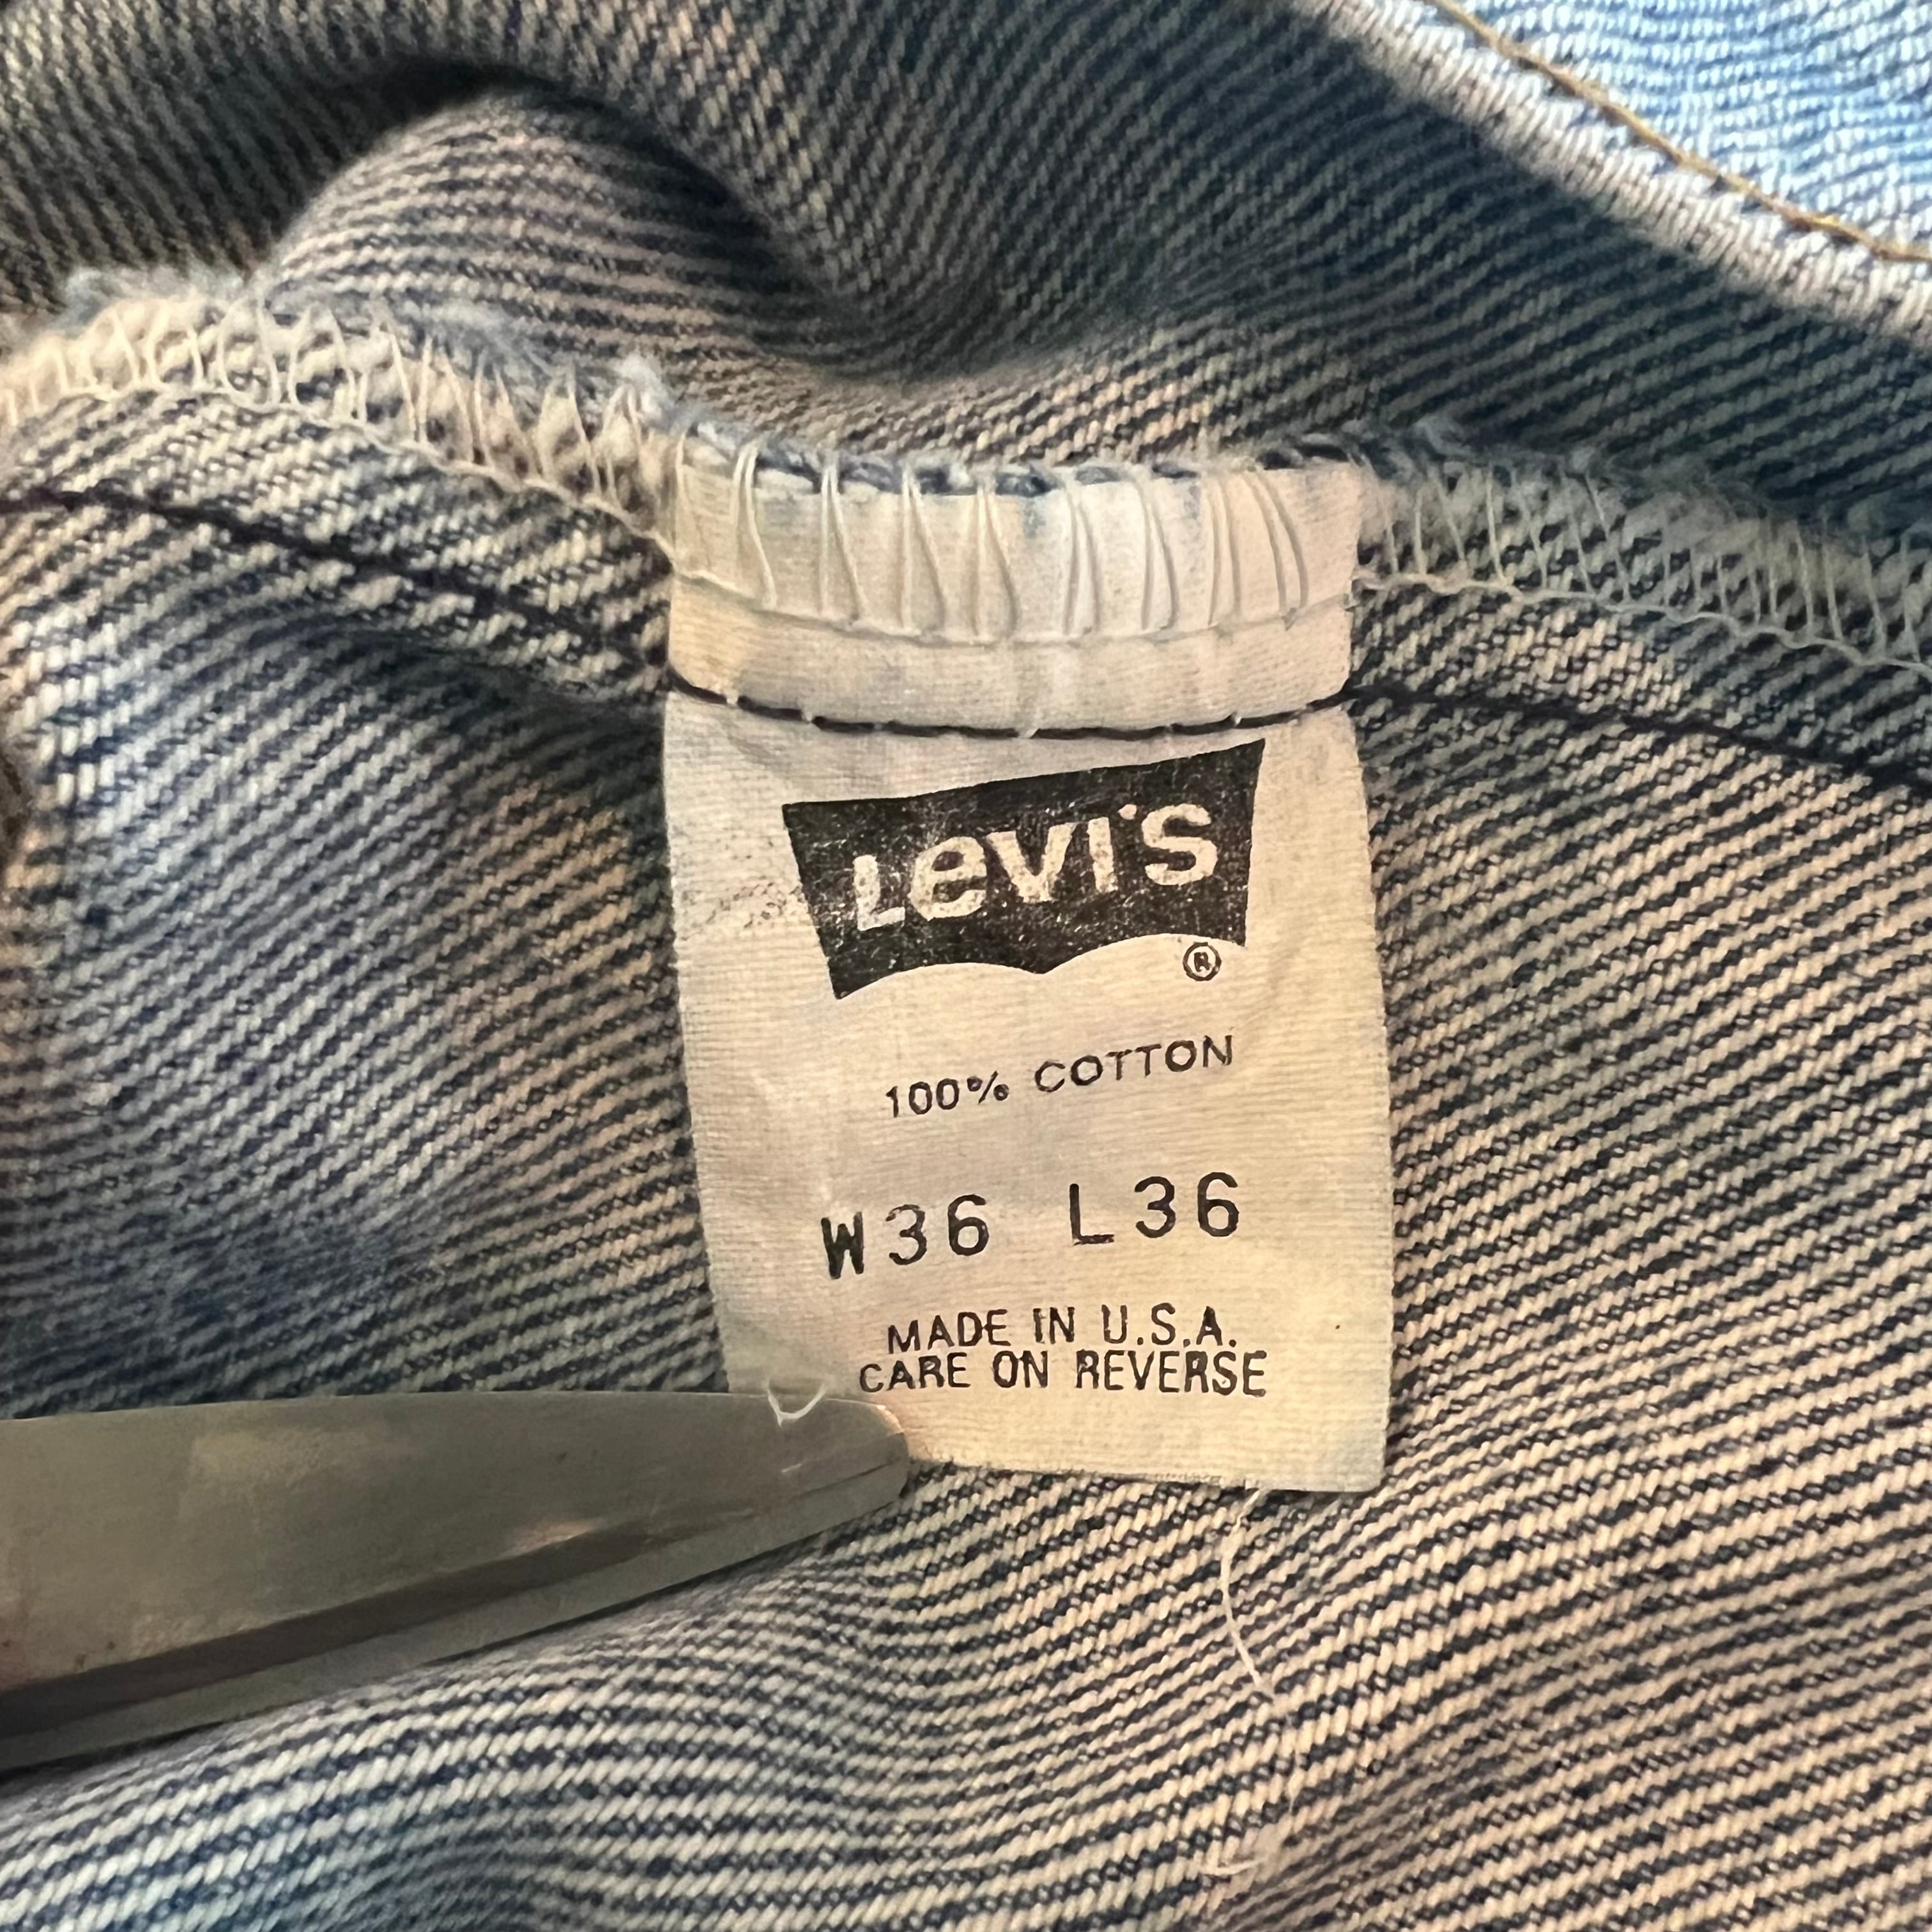 Levi's
®
100% COTTON
W36 L36
MADE IN U.S.A.
CARE ON REVERSE